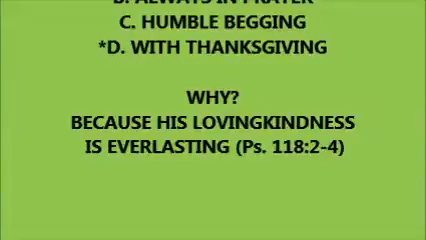 B. ALWAYS IN PRAYER
C. HUMBLE BEGGING
*D. WITH THANKSGIVING
WHY?
BECAUSE HIS LOVINGKINDNESS
IS EVERLASTING (Ps. 118:2-4)